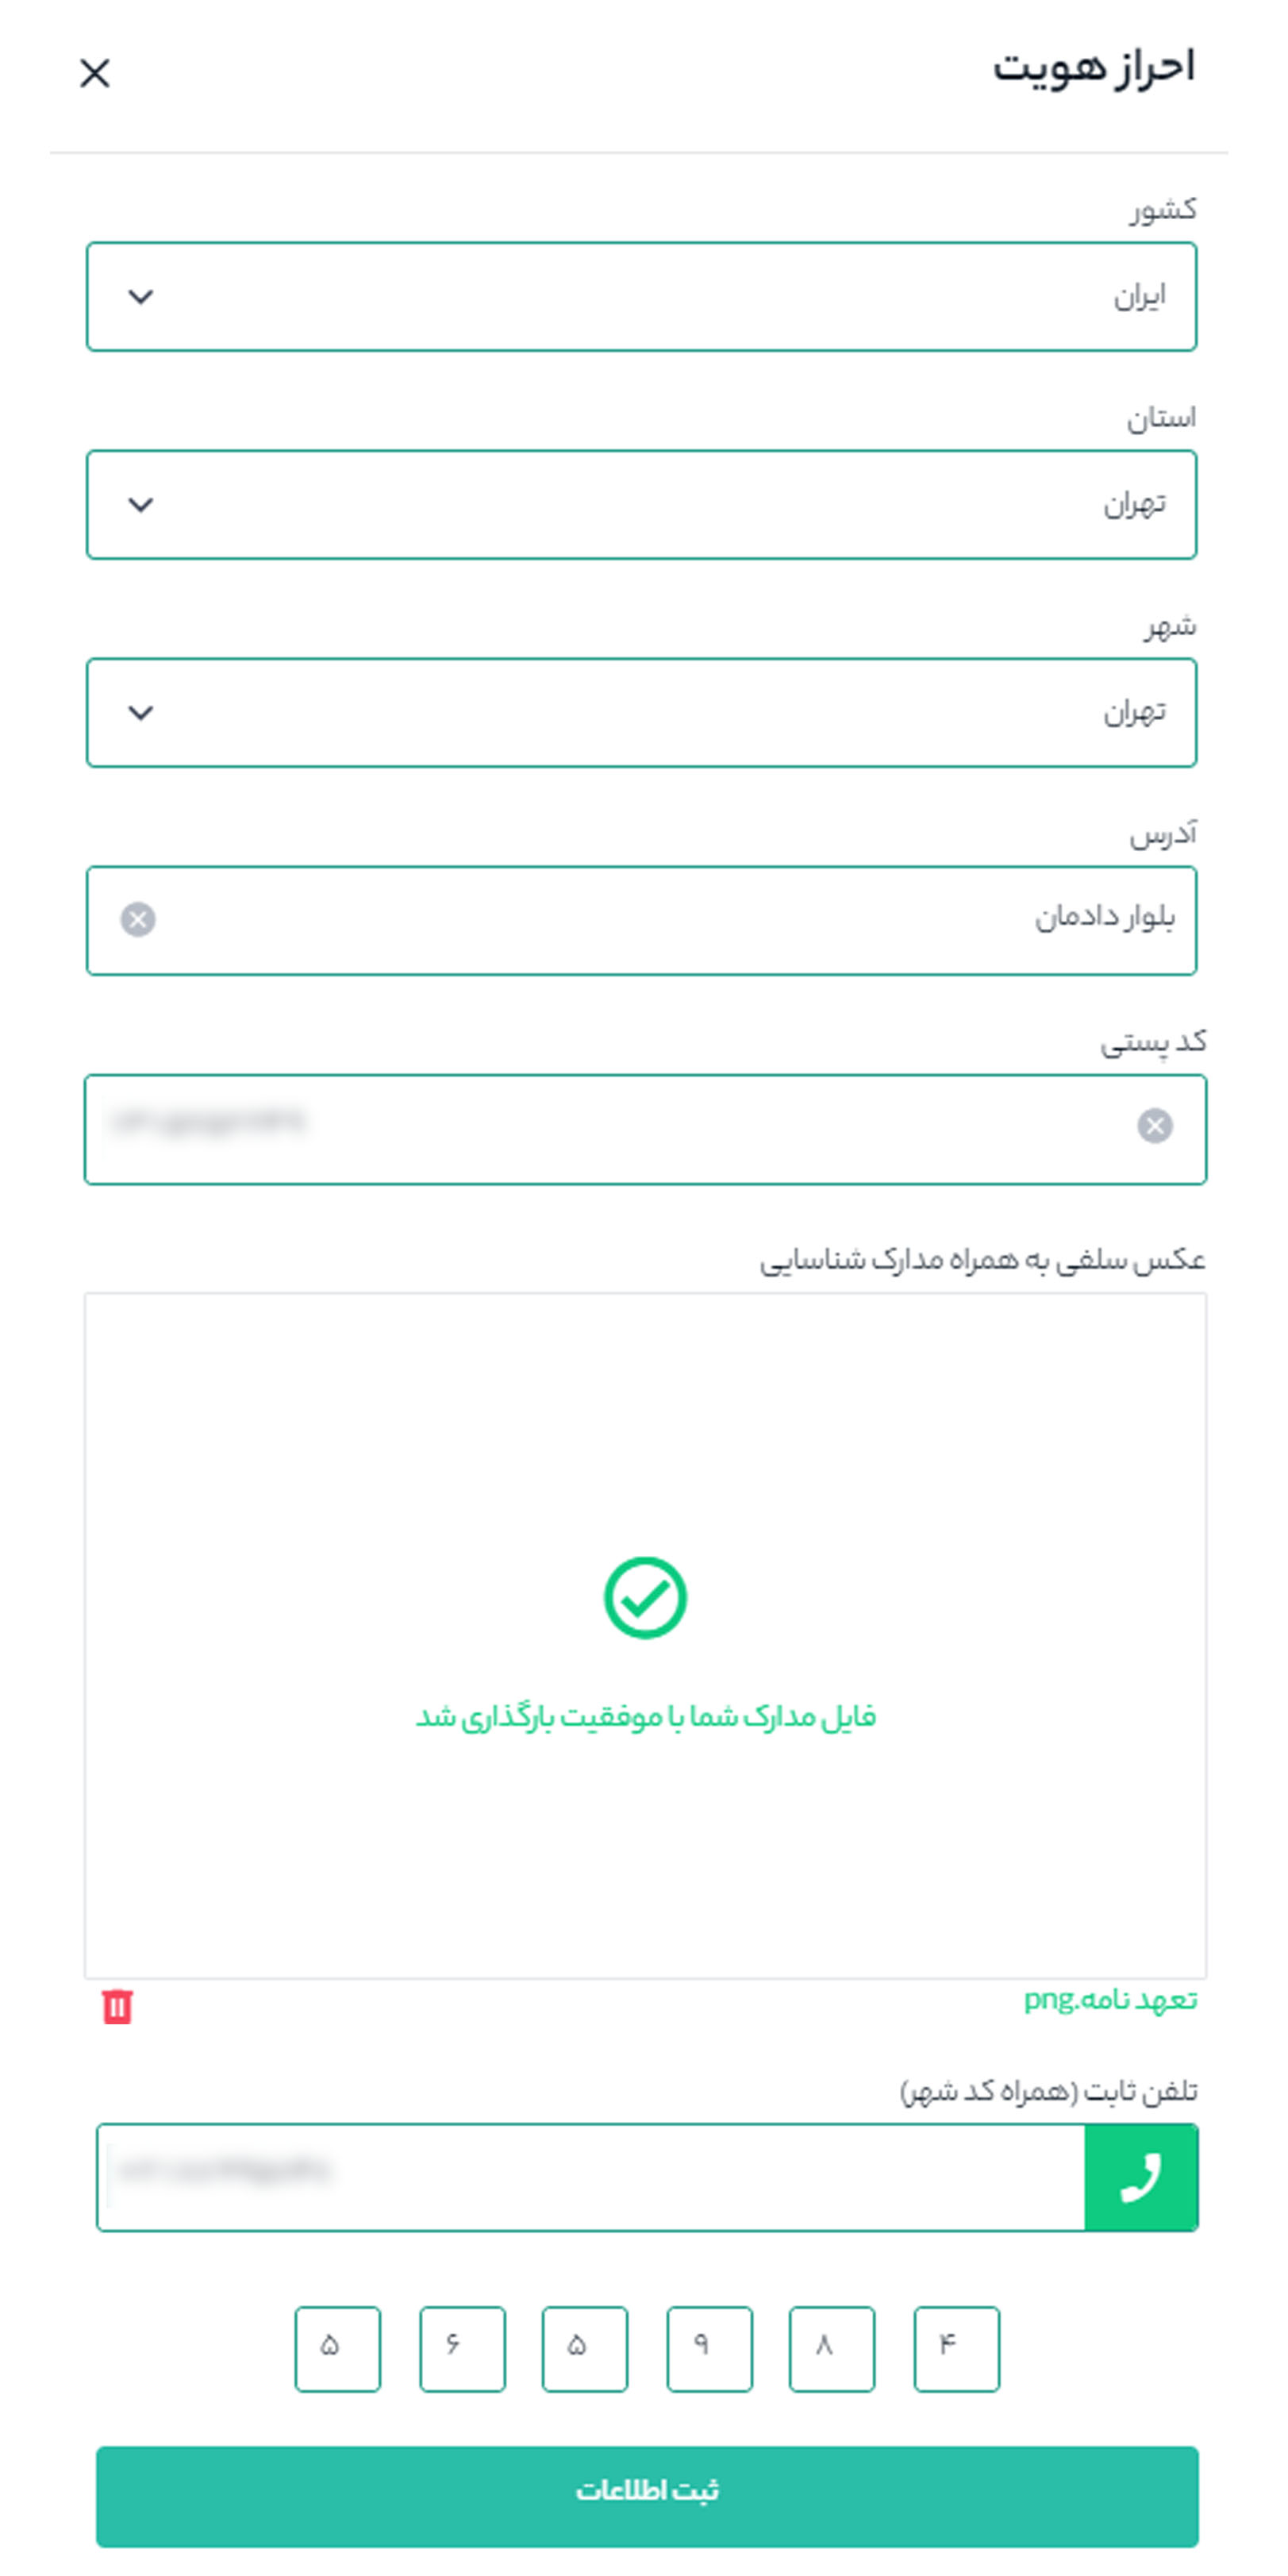 احراز هویت
کشور
ایران
استان
تهران
شهر
تهران
آدرس
بلوار دادمان
کد پستی
عکس سلفی به همراه مدارک شناسایی
فایل مدارک شما با موفقیت بارگذاری شد
تعهد نامه.png
تلفن ثابت (همراه کد شهر)
۵ ۶ ۵ ۹ ۸ ۴
ثبت اطلاعات